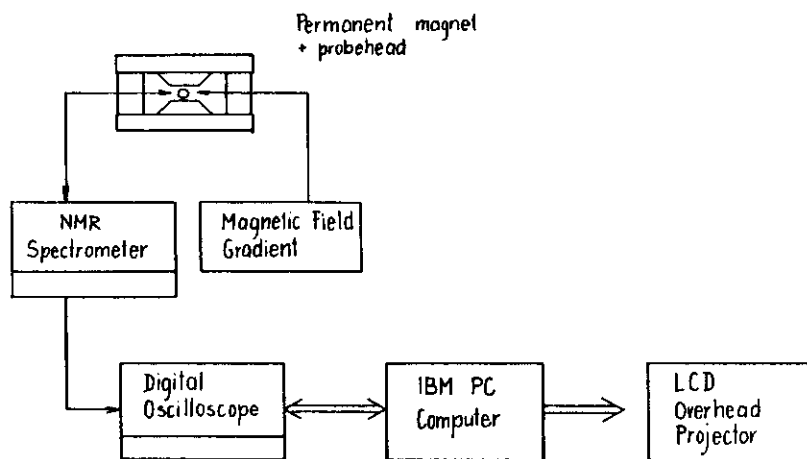 Permanent magnet
+ probehead
NMR
Spectrometer
Magnetic Field
Gradient
Digital
Oscilloscope
IBM PC
Computer
LCD
Overhead
Projector